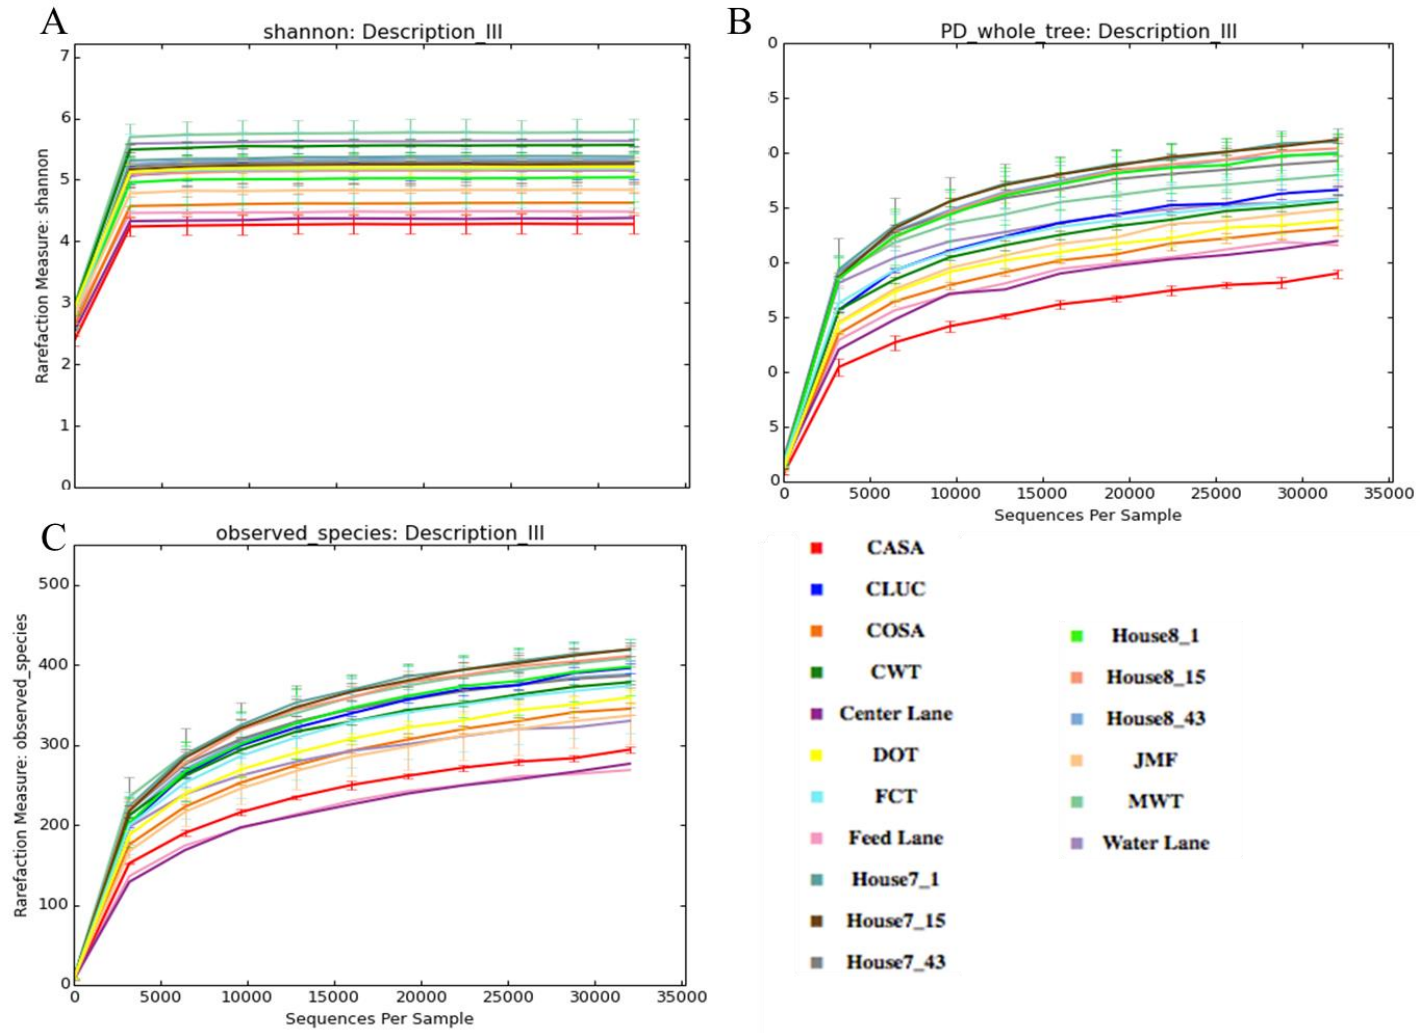 A
shannon: Description_III
7
6
5
4
3
2
1
0
Rarefaction Measure: shannon
B
PD_whole_tree: Description_III
0
5
0
5
0
5
0
5
0
0 5000 10000 15000 20000 25000 30000 35000
Sequences Per Sample
C
observed_species: Description_III
500
400
300
200
100
0
Rarefaction Measure: observed_species
0 5000 10000 15000 20000 25000 30000 35000
Sequences Per Sample
CASA
CLUC
COSA
CWT
Center Lane
DOT
FCT
Feed Lane
House7_1
House7_15
House7_43
House8_1
House8_15
House8_43
JMF
MWT
Water Lane